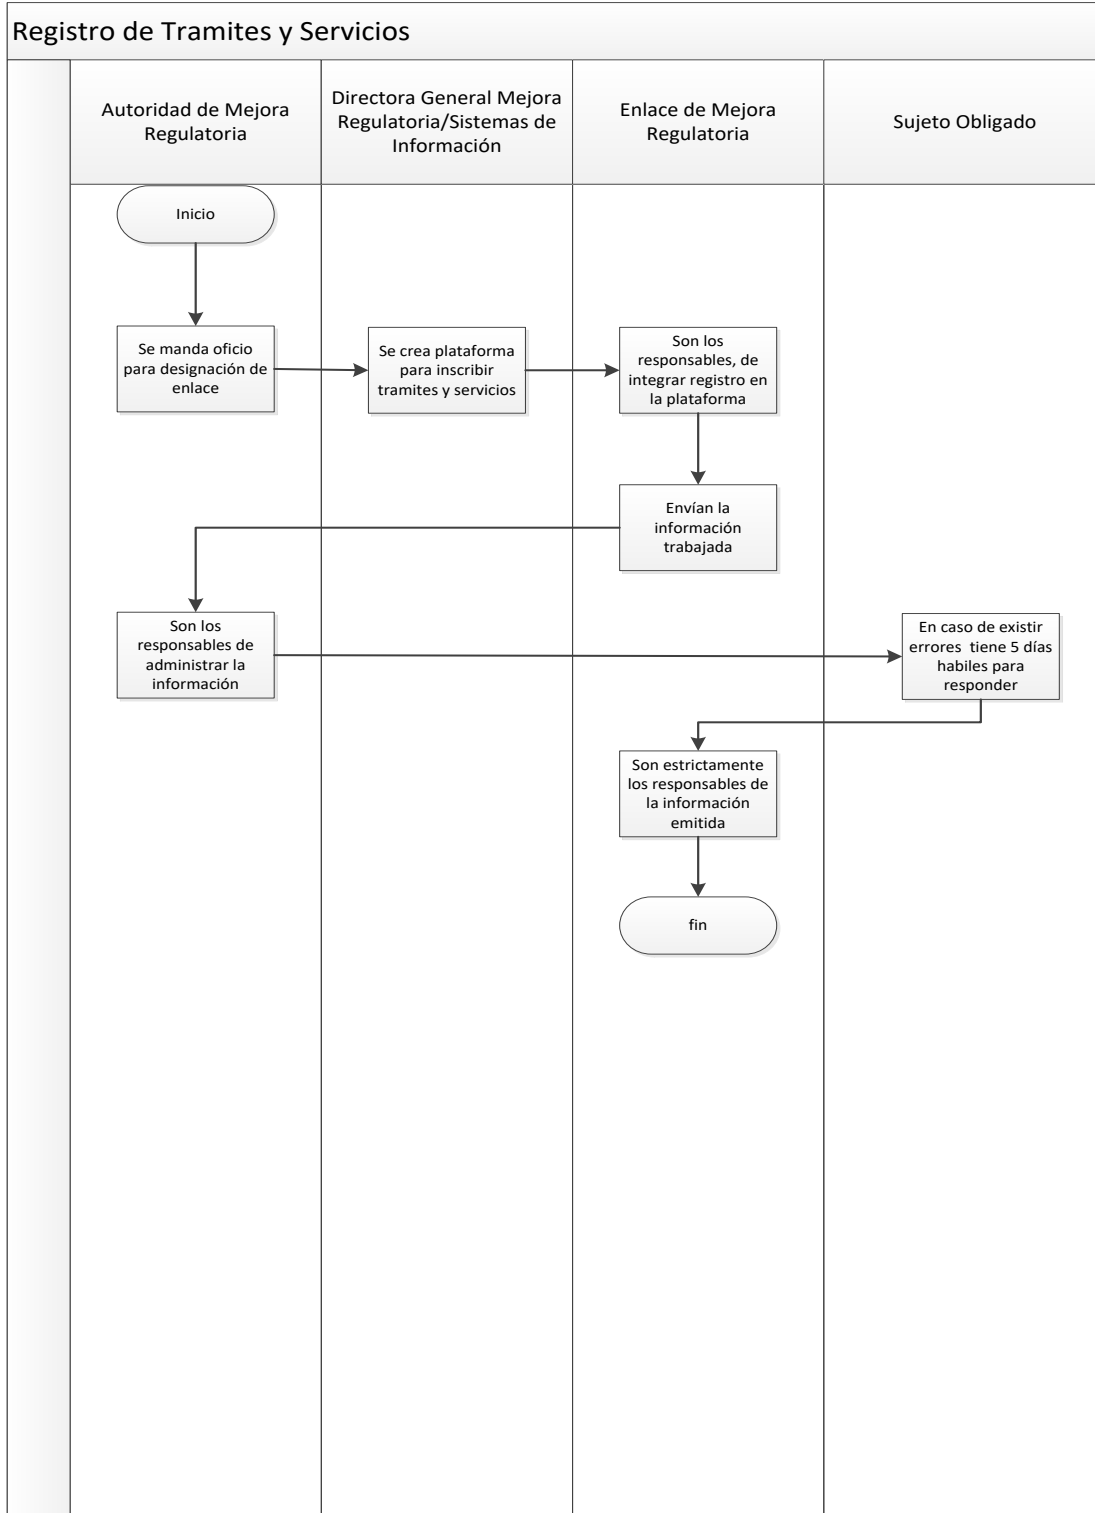 Registro de Tramites y Servicios
Autoridad de Mejora
Regulatoria
Directora General Mejora
Regulatoria/Sistemas de
Información
Enlace de Mejora
Regulatoria
Sujeto Obligado
Inicio
Se manda oficio
para designación de
enlace
Se crea plataforma
para inscribir
tramites y servicios
Son los
responsables, de
integrar registro en
la plataforma
Envían la
información
trabajada
Son los
responsables de
administrar la
información
En caso de existir
errores  tiene 5 días
habiles para
responder
Son estrictamente
los responsables de
la información
emitida
fin